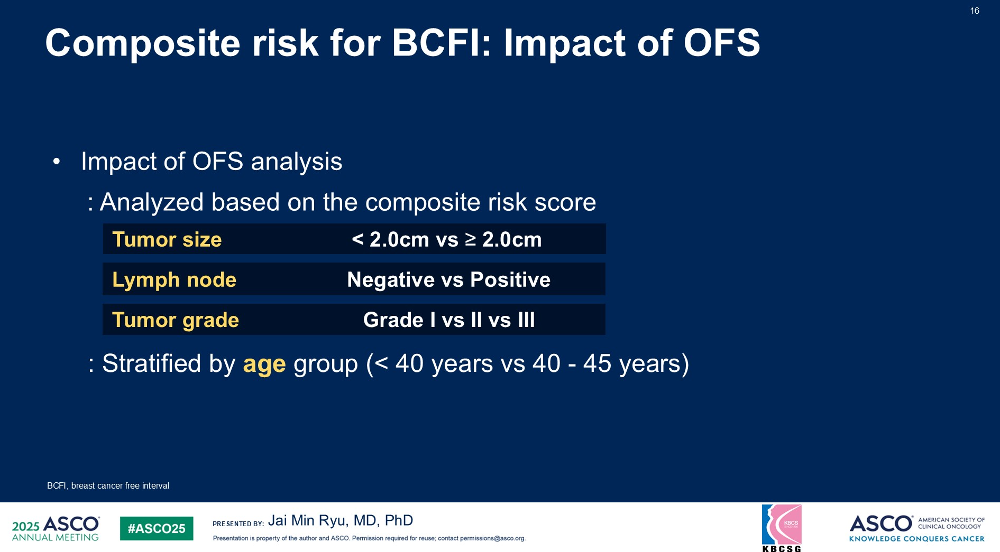 16
Composite risk for BCFI: Impact of OFS
• Impact of OFS analysis
: Analyzed based on the composite risk score
Tumor size < 2.0cm vs ≥ 2.0cm
Lymph node Negative vs Positive
Tumor grade Grade I vs II vs III
: Stratified by age group (< 40 years vs 40 - 45 years)
BCFI, breast cancer free interval
2025 ASCO®
ANNUAL MEETING
#ASCO25
PRESENTED BY: Jai Min Ryu, MD, PhD
Presentation is property of the author and ASCO. Permission required for reuse; contact permissions@asco.org.
KBCS
KBCSG
ASCO® AMERICAN SOCIETY OF
CLINICAL ONCOLOGY
KNOWLEDGE CONQUERS CANCER